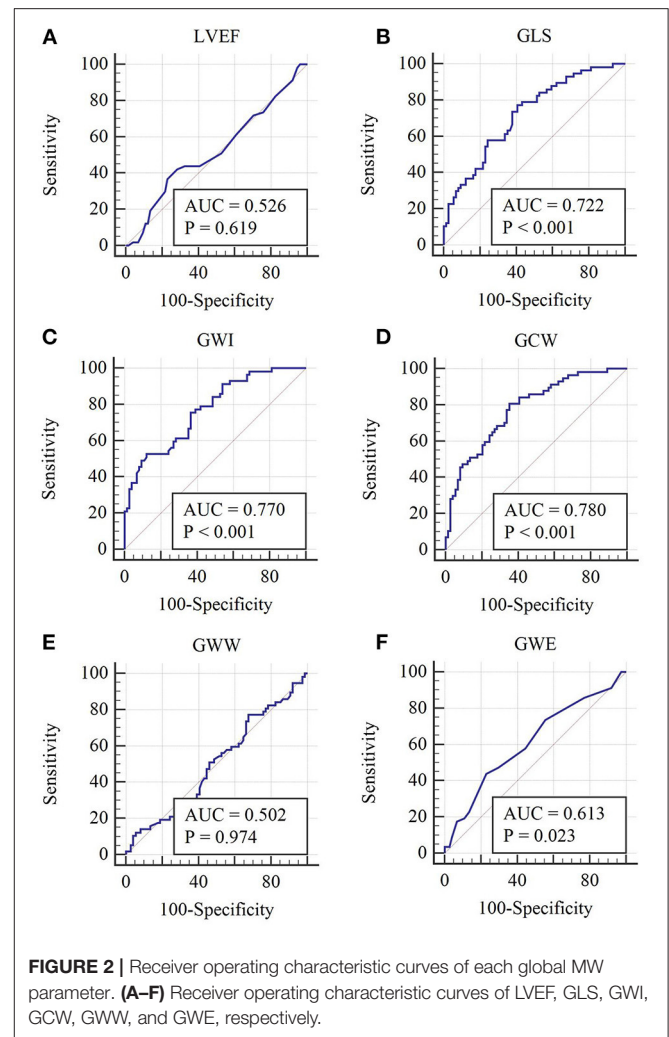 A
LVEF
100
80
60
40
20
0
Sensitivity
AUC = 0.526
P = 0.619
0 40 80
100-Specificity
B
GLS
100
80
60
40
20
0
Sensitivity
AUC = 0.722
P < 0.001
0 40 80
100-Specificity
C
GWI
100
80
60
40
20
0
Sensitivity
AUC = 0.770
P < 0.001
0 40 80
100-Specificity
D
GCW
100
80
60
40
20
0
Sensitivity
AUC = 0.780
P < 0.001
0 40 80
100-Specificity
E
GWW
100
80
60
40
20
0
Sensitivity
AUC = 0.502
P = 0.974
0 40 80
100-Specificity
F
GWE
100
80
60
40
20
0
Sensitivity
AUC = 0.613
P = 0.023
0 40 80
100-Specificity
FIGURE 2 | Receiver operating characteristic curves of each global MW
parameter. (A–F) Receiver operating characteristic curves of LVEF, GLS, GWI,
GCW, GWW, and GWE, respectively.